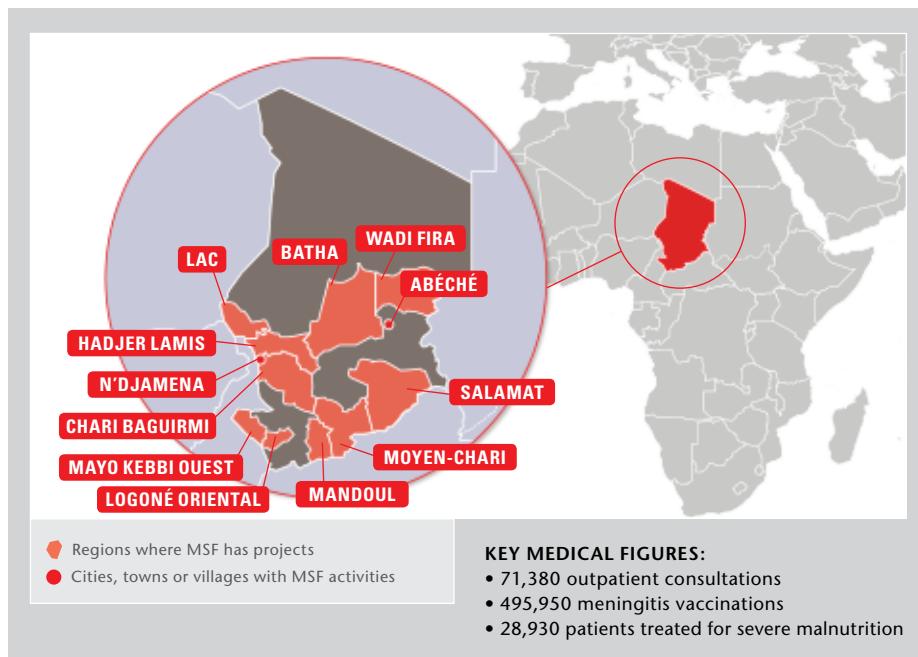 LAC
BATHA
WADI FIRA
ABÉCHÉ
HADJER LAMIS
N'DJAMENA
CHARI BAGUIRMI
MAYO KEBBI OUEST
LOGONÉ ORIENTAL
MANDOUL
MOYEN-CHARI
SALAMAT
Regions where MSF has projects
Cities, towns or villages with MSF activities
KEY MEDICAL FIGURES:
• 71,380 outpatient consultations
• 495,950 meningitis vaccinations
• 28,930 patients treated for severe malnutrition